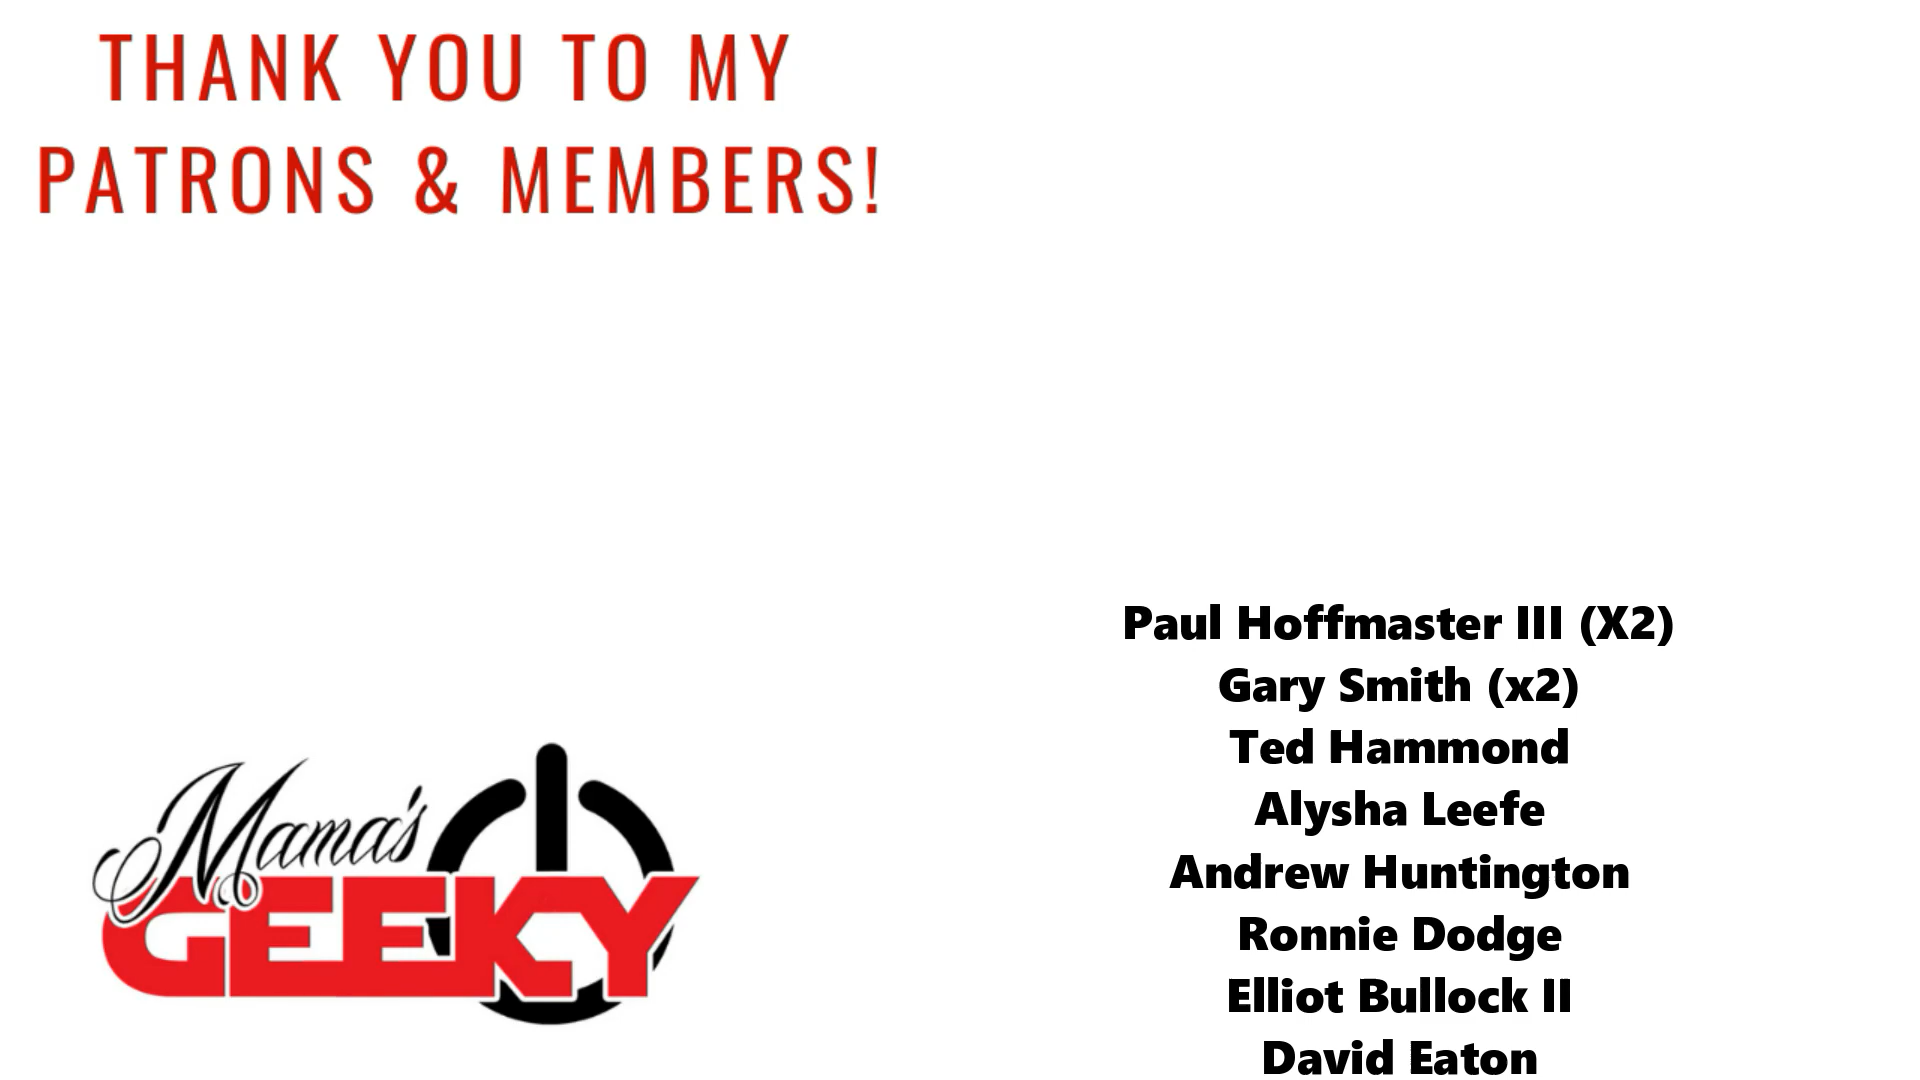 THANK YOU TO MY
PATRONS & MEMBERS!
Paul Hoffmaster III (X2)
Gary Smith (x2)
Ted Hammond
Alysha Leefe
Andrew Huntington
Ronnie Dodge
Elliot Bullock II
David Eaton
Mama's
GEEKY